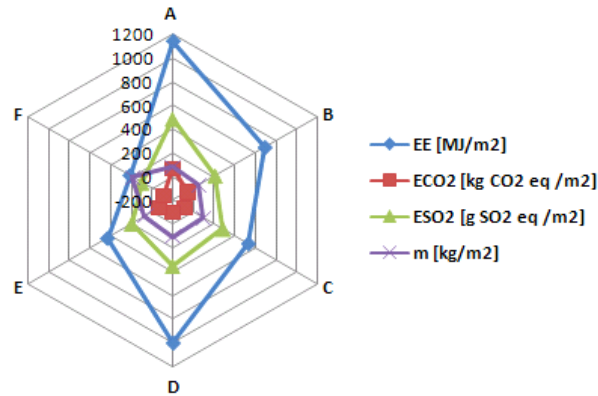 A
1200
1000
800
600
400
200
0
-200
B
C
D
E
F
EE [MJ/m2]
ECO2 [kg CO2 eq /m2]
ESO2 [g SO2 eq /m2]
m [kg/m2]